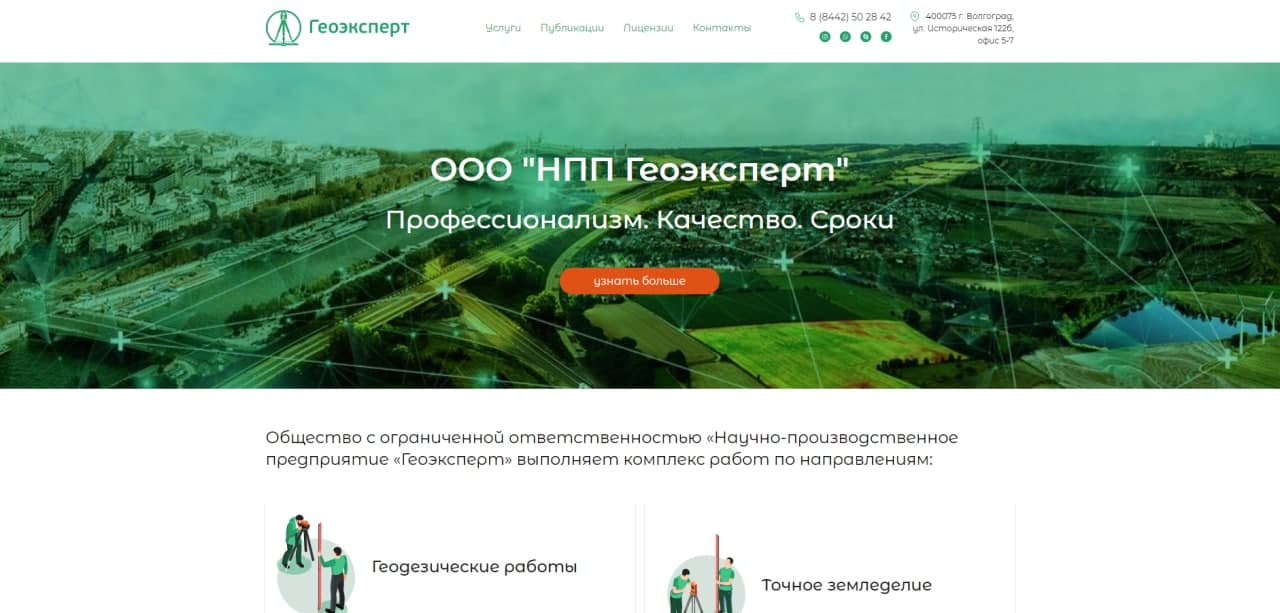 Геоэксперт
Услуги
Публикации
Лицензии
Контакты
8 (8442) 50 28 42
400075 г. Волгоград,
ул. Историческая 122б,
офис 5-7
ООО "НПП Геоэксперт"
Профессионализм. Качество. Сроки
узнать больше
Общество с ограниченной ответственностью «Научно-производственное
предприятие «Геоэксперт» выполняет комплекс работ по направлениям:
Геодезические работы
Точное земледелие